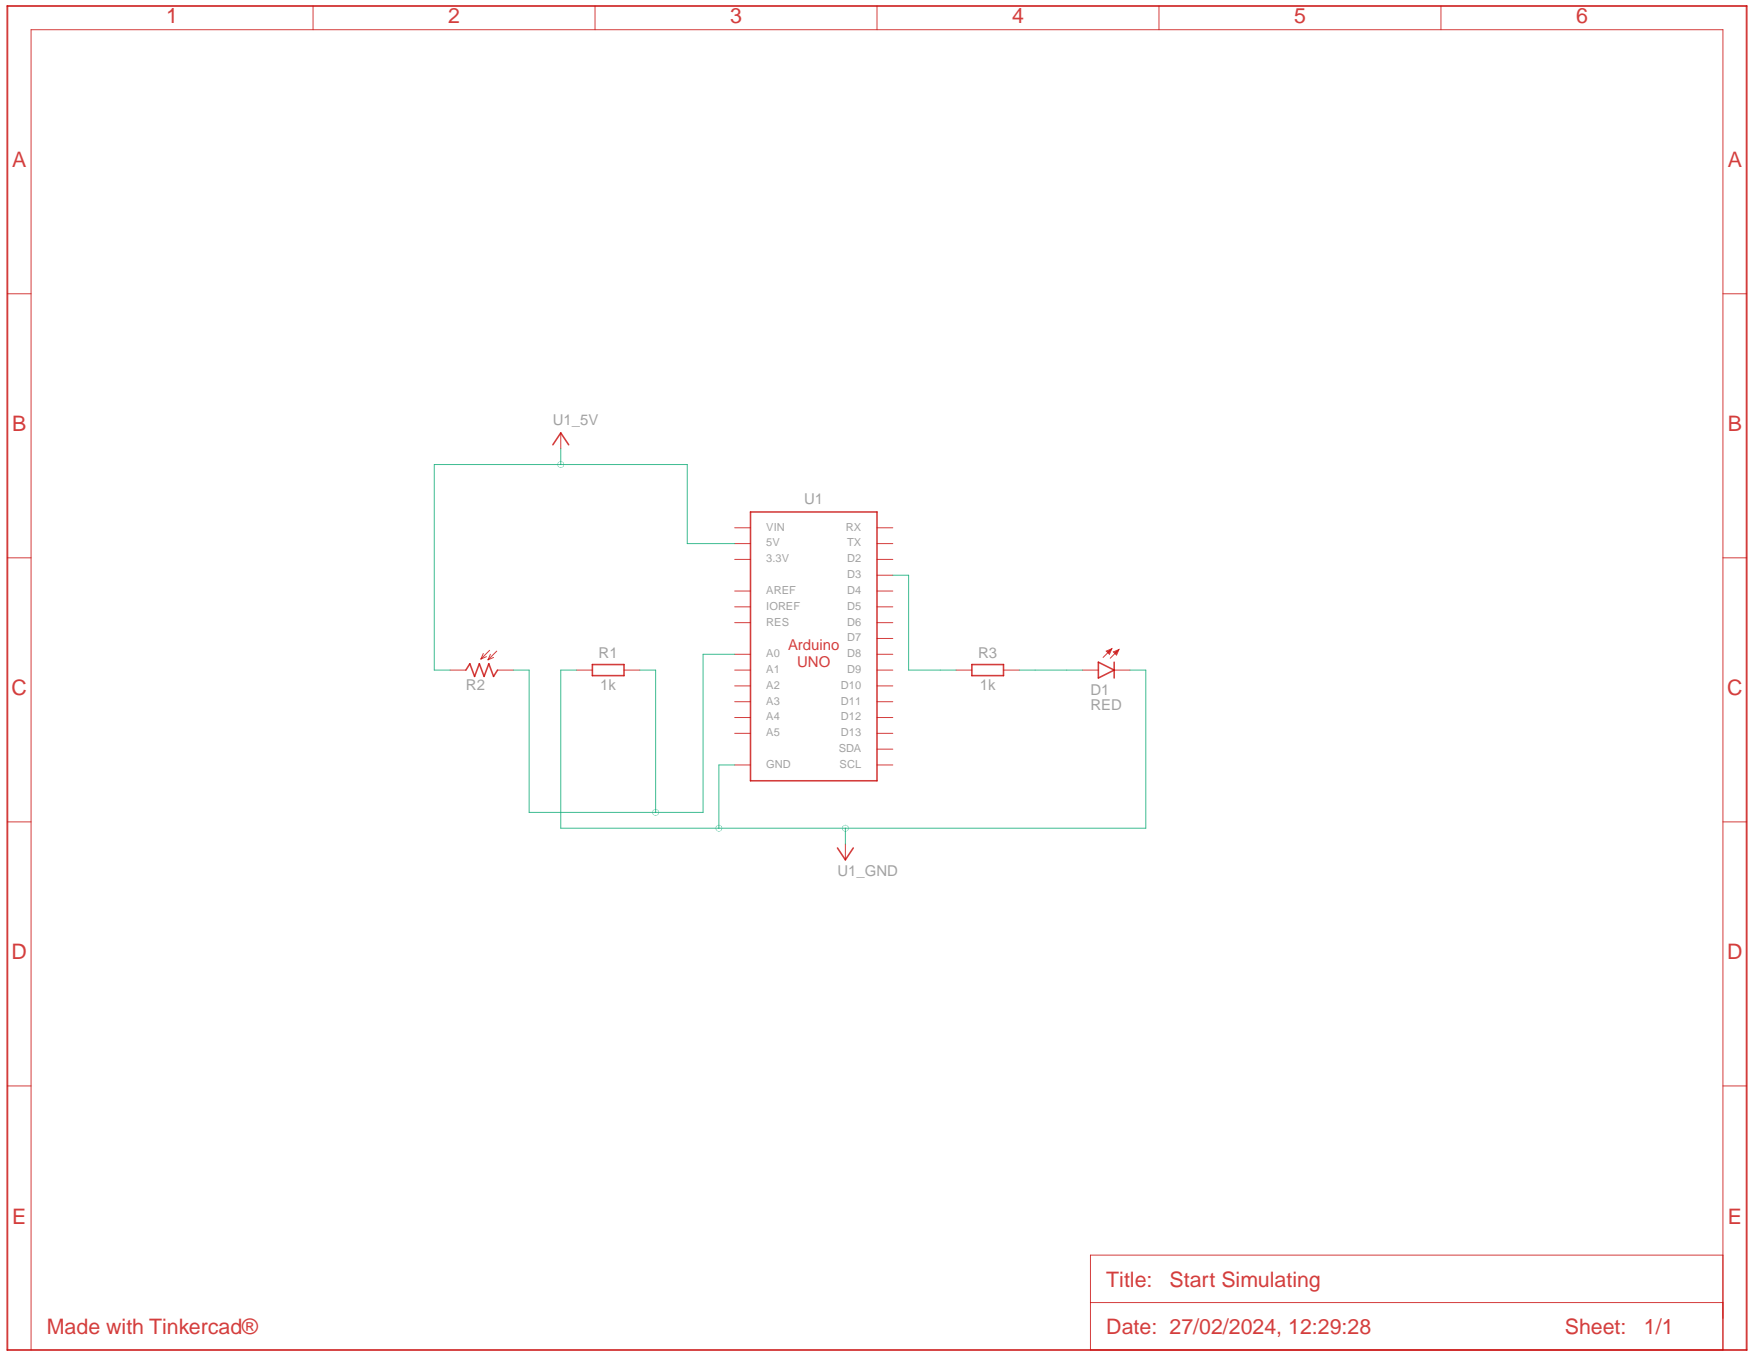 1 2 3 4 5 6
A A
B B
U1_5V
U1
VIN RX
5V TX
3.3V D2
D3
AREF D4
IOREF D5
RES D6
D7
A0 D8
A1 D9
A2 D10
A3 D11
A4 D12
A5 D13
SDA
GND SCL
Arduino
UNO
R2
R1
1k
R3
1k
D1
RED
C C
U1_GND
D D
E E
Title: Start Simulating
Made with Tinkercad®
Date: 27/02/2024, 12:29:28 Sheet: 1/1